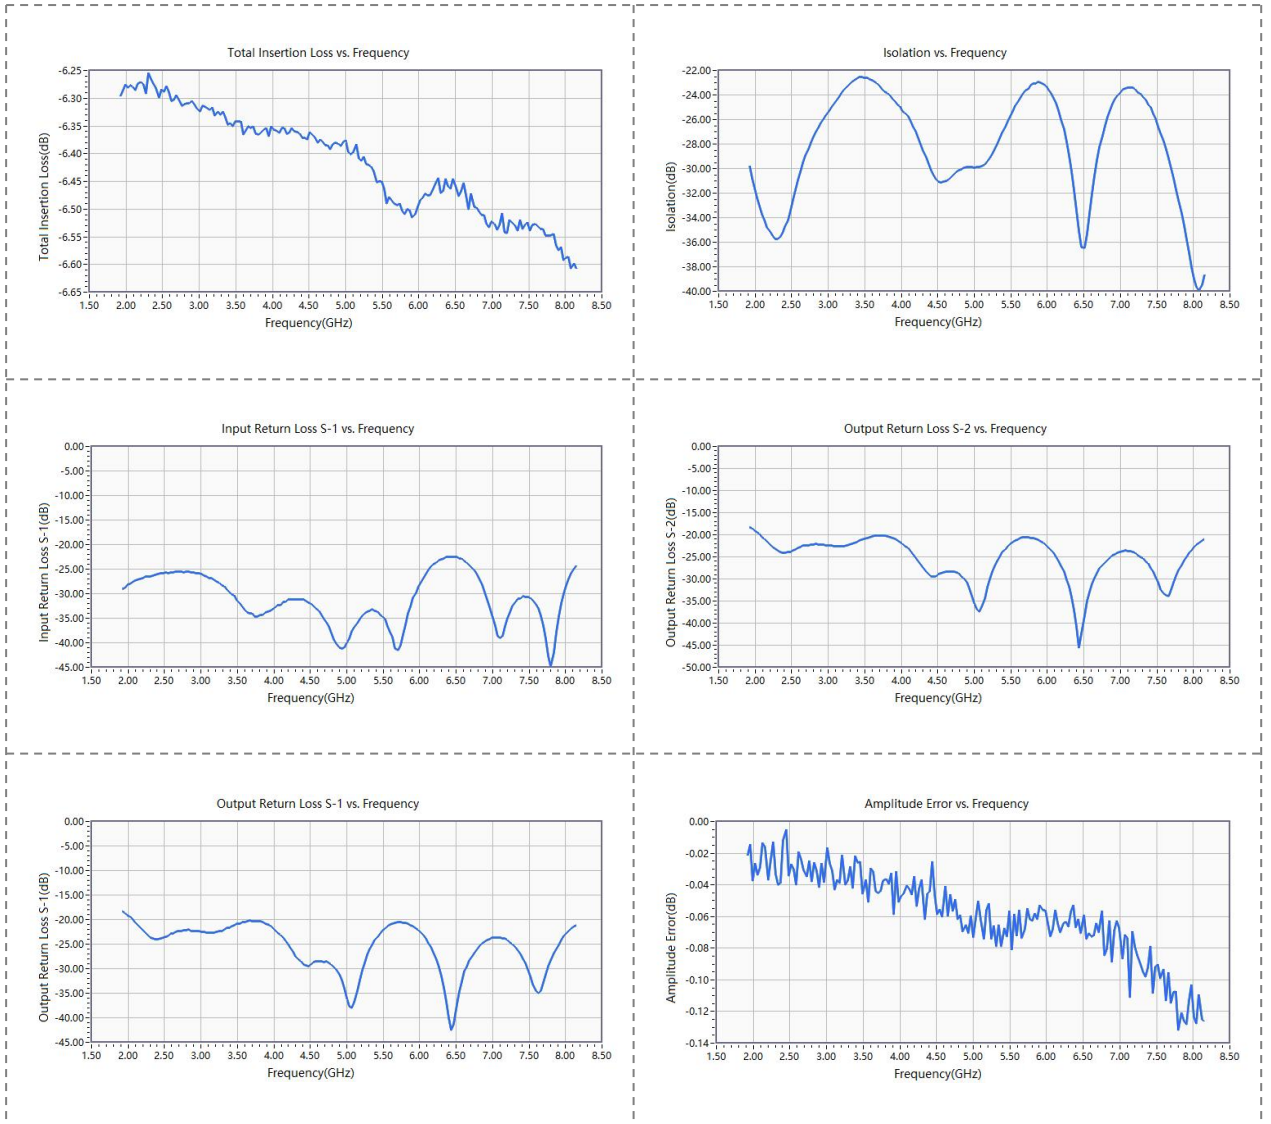 Total Insertion Loss vs. Frequency
Total Insertion Loss(dB)
-6.25
-6.30
-6.35
-6.40
-6.45
-6.50
-6.55
-6.60
-6.65
1.50 2.00 2.50 3.00 3.50 4.00 4.50 5.00 5.50 6.00 6.50 7.00 7.50 8.00 8.50
Frequency(GHz)
Isolation vs. Frequency
Isolation(dB)
-22.00
-24.00
-26.00
-28.00
-30.00
-32.00
-34.00
-36.00
-38.00
-40.00
1.50 2.00 2.50 3.00 3.50 4.00 4.50 5.00 5.50 6.00 6.50 7.00 7.50 8.00 8.50
Frequency(GHz)
Input Return Loss S-1 vs. Frequency
Input Return Loss S-1(dB)
0.00
-5.00
-10.00
-15.00
-20.00
-25.00
-30.00
-35.00
-40.00
-45.00
1.50 2.00 2.50 3.00 3.50 4.00 4.50 5.00 5.50 6.00 6.50 7.00 7.50 8.00 8.50
Frequency(GHz)
Output Return Loss S-2 vs. Frequency
Output Return Loss S-2(dB)
0.00
-5.00
-10.00
-15.00
-20.00
-25.00
-30.00
-35.00
-40.00
-45.00
-50.00
1.50 2.00 2.50 3.00 3.50 4.00 4.50 5.00 5.50 6.00 6.50 7.00 7.50 8.00 8.50
Frequency(GHz)
Output Return Loss S-1 vs. Frequency
Output Return Loss S-1(dB)
0.00
-5.00
-10.00
-15.00
-20.00
-25.00
-30.00
-35.00
-40.00
-45.00
1.50 2.00 2.50 3.00 3.50 4.00 4.50 5.00 5.50 6.00 6.50 7.00 7.50 8.00 8.50
Frequency(GHz)
Amplitude Error vs. Frequency
Amplitude Error(dB)
0.00
-0.02
-0.04
-0.06
-0.08
-0.10
-0.12
-0.14
1.50 2.00 2.50 3.00 3.50 4.00 4.50 5.00 5.50 6.00 6.50 7.00 7.50 8.00 8.50
Frequency(GHz)